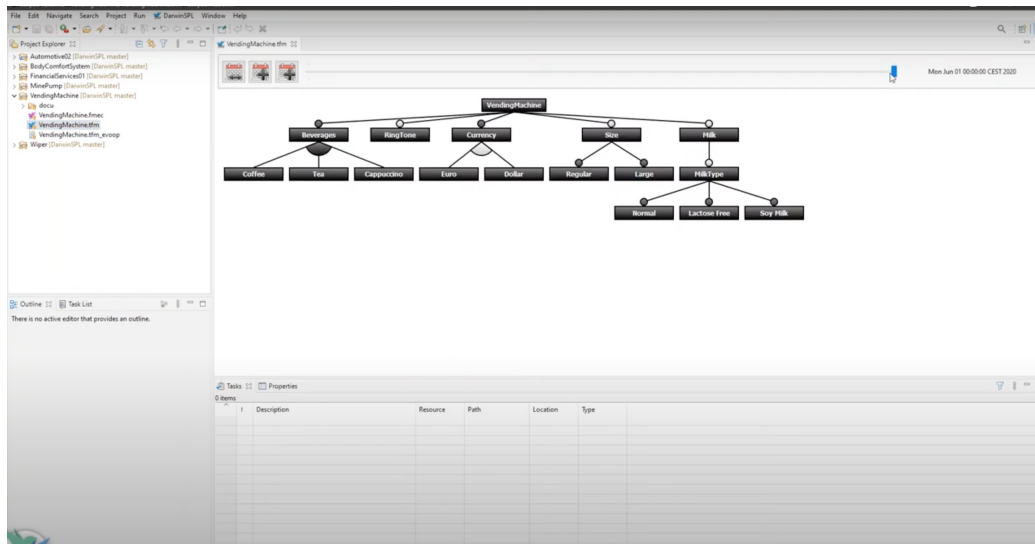 File Edit Navigate Search Project Run DarwinSPL Window Help
Project Explorer
VendingMachine.tfm
Automotive02 [DarwinSPL master]
BodyComfortSystem [DarwinSPL master]
FinancialServices01 [DarwinSPL master]
MinePump [DarwinSPL master]
VendingMachine [DarwinSPL master]
docu
VendingMachine.fmec
VendingMachine.tfm
VendingMachine.tfm_evoop
Wiper [DarwinSPL master]
Mon Jun 01 00:00:00 CEST 2020
VendingMachine
Beverages RingTone Currency Size Milk
Coffee Tea Cappuccino Euro Dollar Regular Large MilkType
Normal Lactose Free Soy Milk
Outline Task List
There is no active editor that provides an outline.
Tasks Properties
0 items
! Description Resource Path Location Type